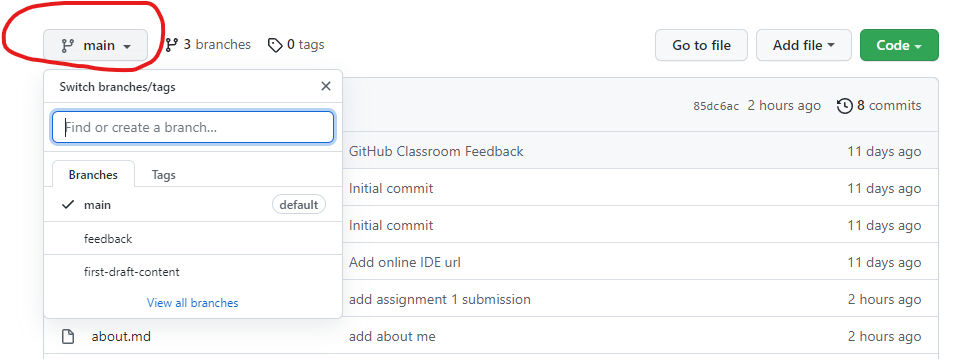 main 3 branches 0 tags Go to file Add file Code
Switch branches/tags
85dc6ac 2 hours ago 8 commits
Find or create a branch...
GitHub Classroom Feedback 11 days ago
Branches Tags
Initial commit 11 days ago
main default
Initial commit 11 days ago
feedback
Add online IDE url 11 days ago
first-draft-content
View all branches
add assignment 1 submission 2 hours ago
about.md add about me 2 hours ago